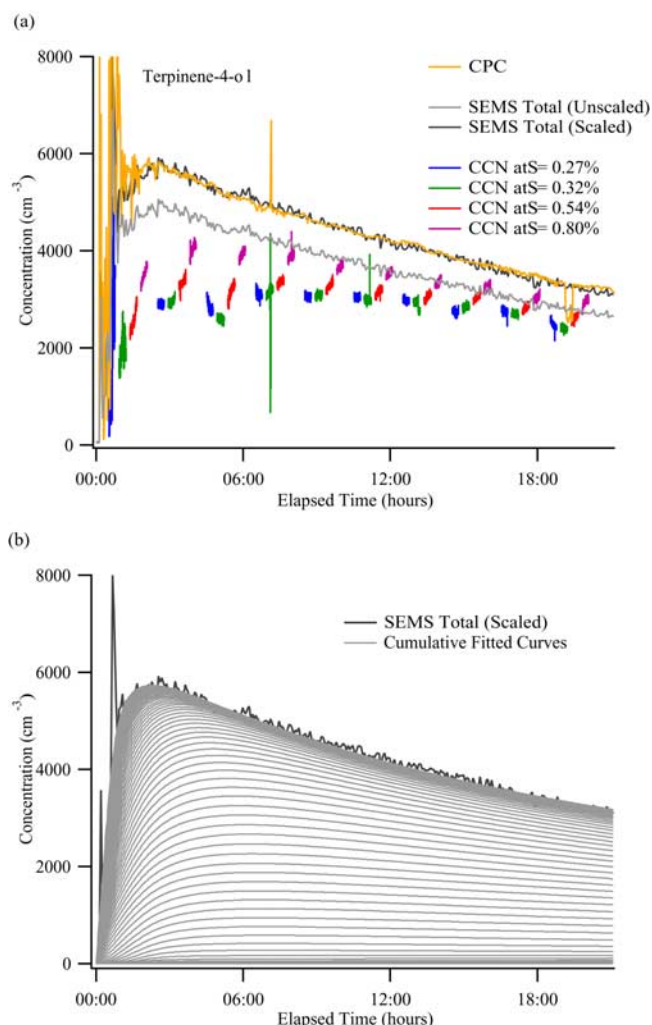 (a)
8000
6000
4000
2000
0
Concentration (cm -3)
Terpinene-4-o l
CPC
SEMS Total (Unscaled)
SEMS Total (Scaled)
CCN atS= 0.27%
CCN atS= 0.32%
CCN atS= 0.54%
CCN atS= 0.80%
00:00 06:00 12:00 18:00
Elapsed Time (hours)
(b)
8000
6000
4000
2000
0
Concentration (cm -3)
SEMS Total (Scaled)
Cumulative Fitted Curves
00:00 06:00 12:00 18:00
Elapsed Time (hours)